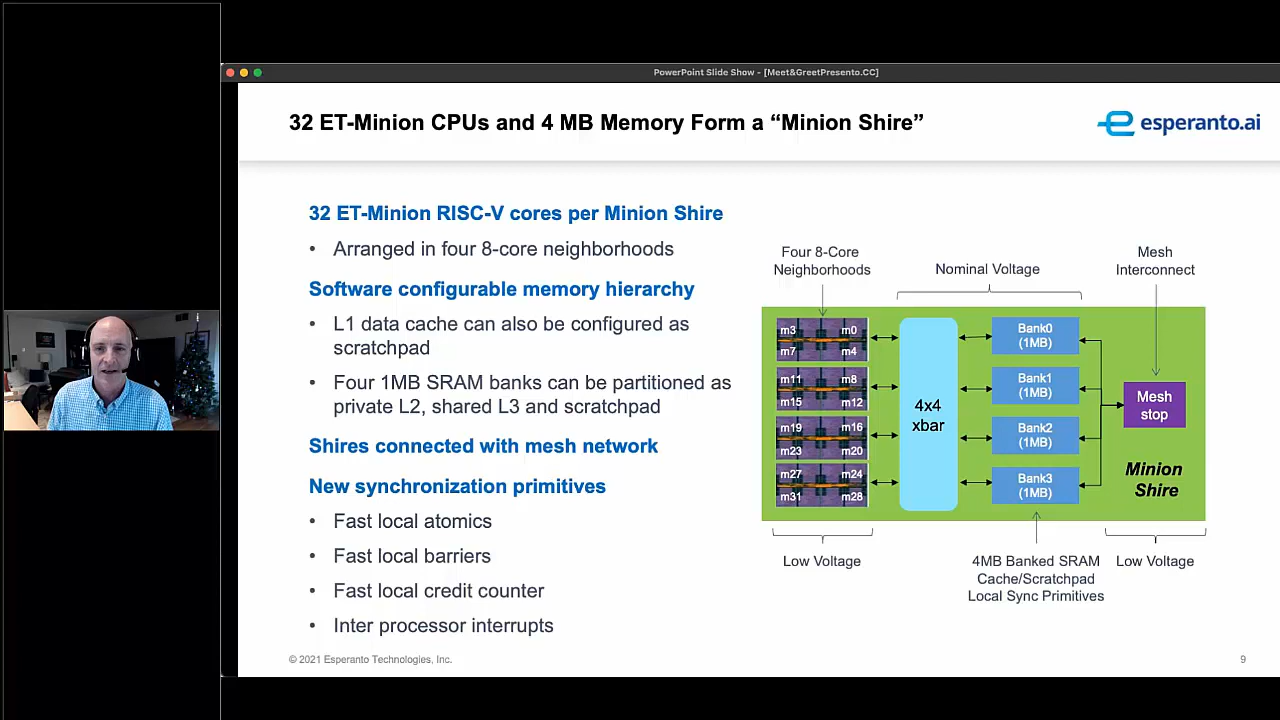 PowerPoint Slide Show - [Meet&GreetPresento.CC]
32 ET-Minion CPUs and 4 MB Memory Form a “Minion Shire”
esperanto.ai
32 ET-Minion RISC-V cores per Minion Shire
• Arranged in four 8-core neighborhoods
Software configurable memory hierarchy
• L1 data cache can also be configured as
scratchpad
• Four 1MB SRAM banks can be partitioned as
private L2, shared L3 and scratchpad
Shires connected with mesh network
New synchronization primitives
• Fast local atomics
• Fast local barriers
• Fast local credit counter
• Inter processor interrupts
Four 8-Core
Neighborhoods
Nominal Voltage
Mesh
Interconnect
m3 m0
m7 m4
m11 m8
m15 m12
m19 m16
m23 m20
m27 m24
m31 m28
4x4
xbar
Bank0
(1MB)
Bank1
(1MB)
Bank2
(1MB)
Bank3
(1MB)
Mesh
stop
Minion
Shire
Low Voltage
4MB Banked SRAM
Cache/Scratchpad
Local Sync Primitives
Low Voltage
© 2021 Esperanto Technologies, Inc.
9